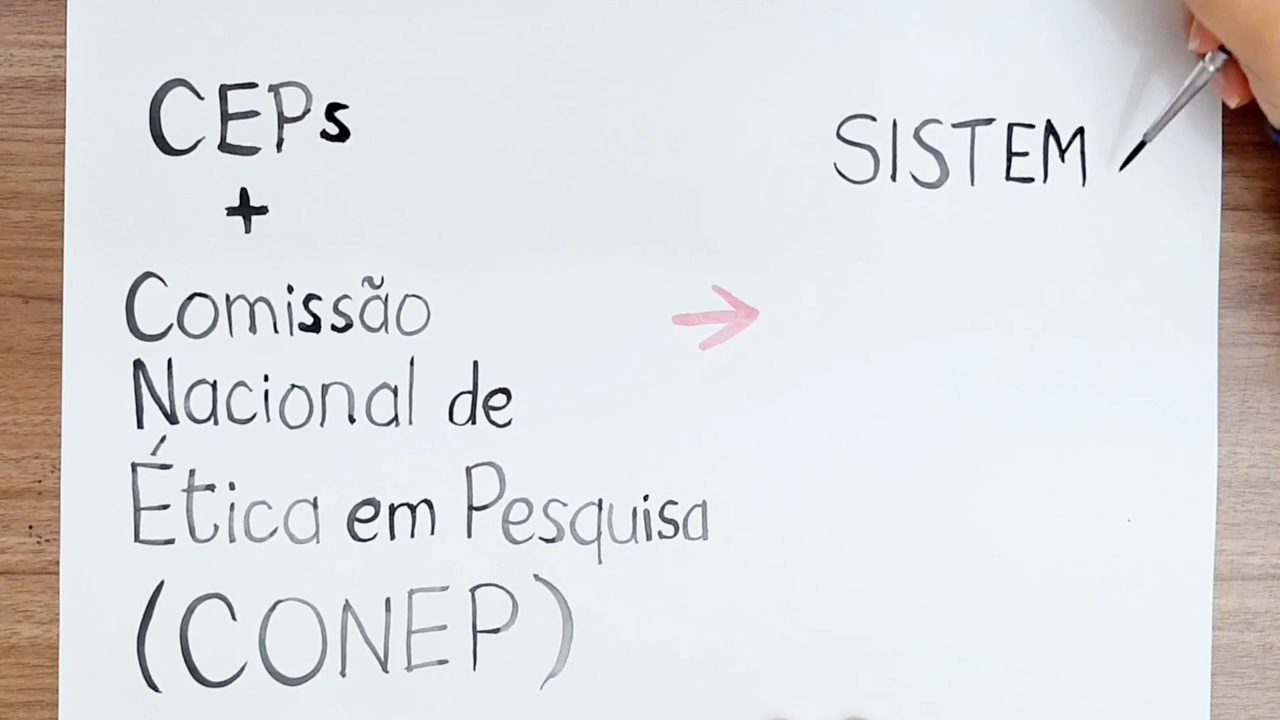 CEPs
+
Comissão
Nacional de
Ética em Pesquisa
(CONEP)
→
SISTEM